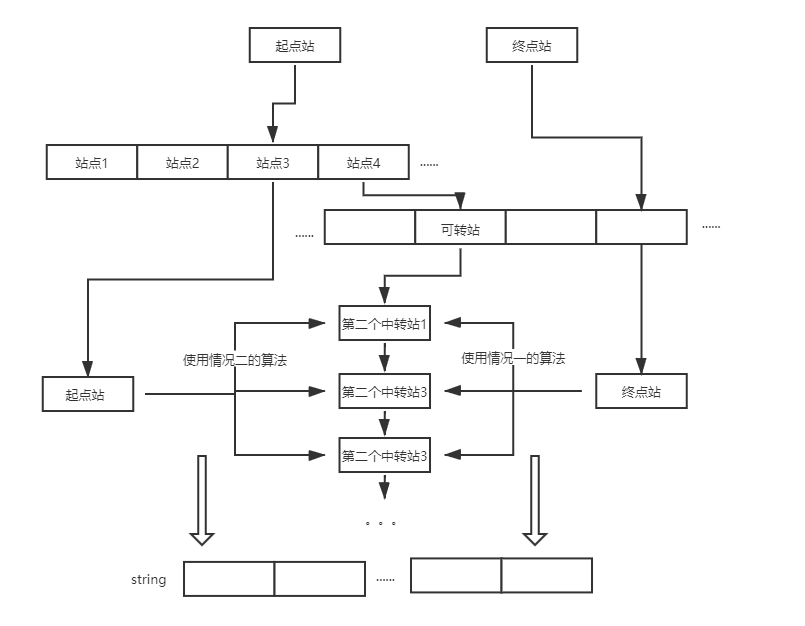 起点站
终点站
站点1
站点2
站点3
站点4
......
......
可转站
......
第二个中转站1
使用情况二的算法
使用情况一的算法
起点站
第二个中转站3
终点站
第二个中转站3
。。。
string
......